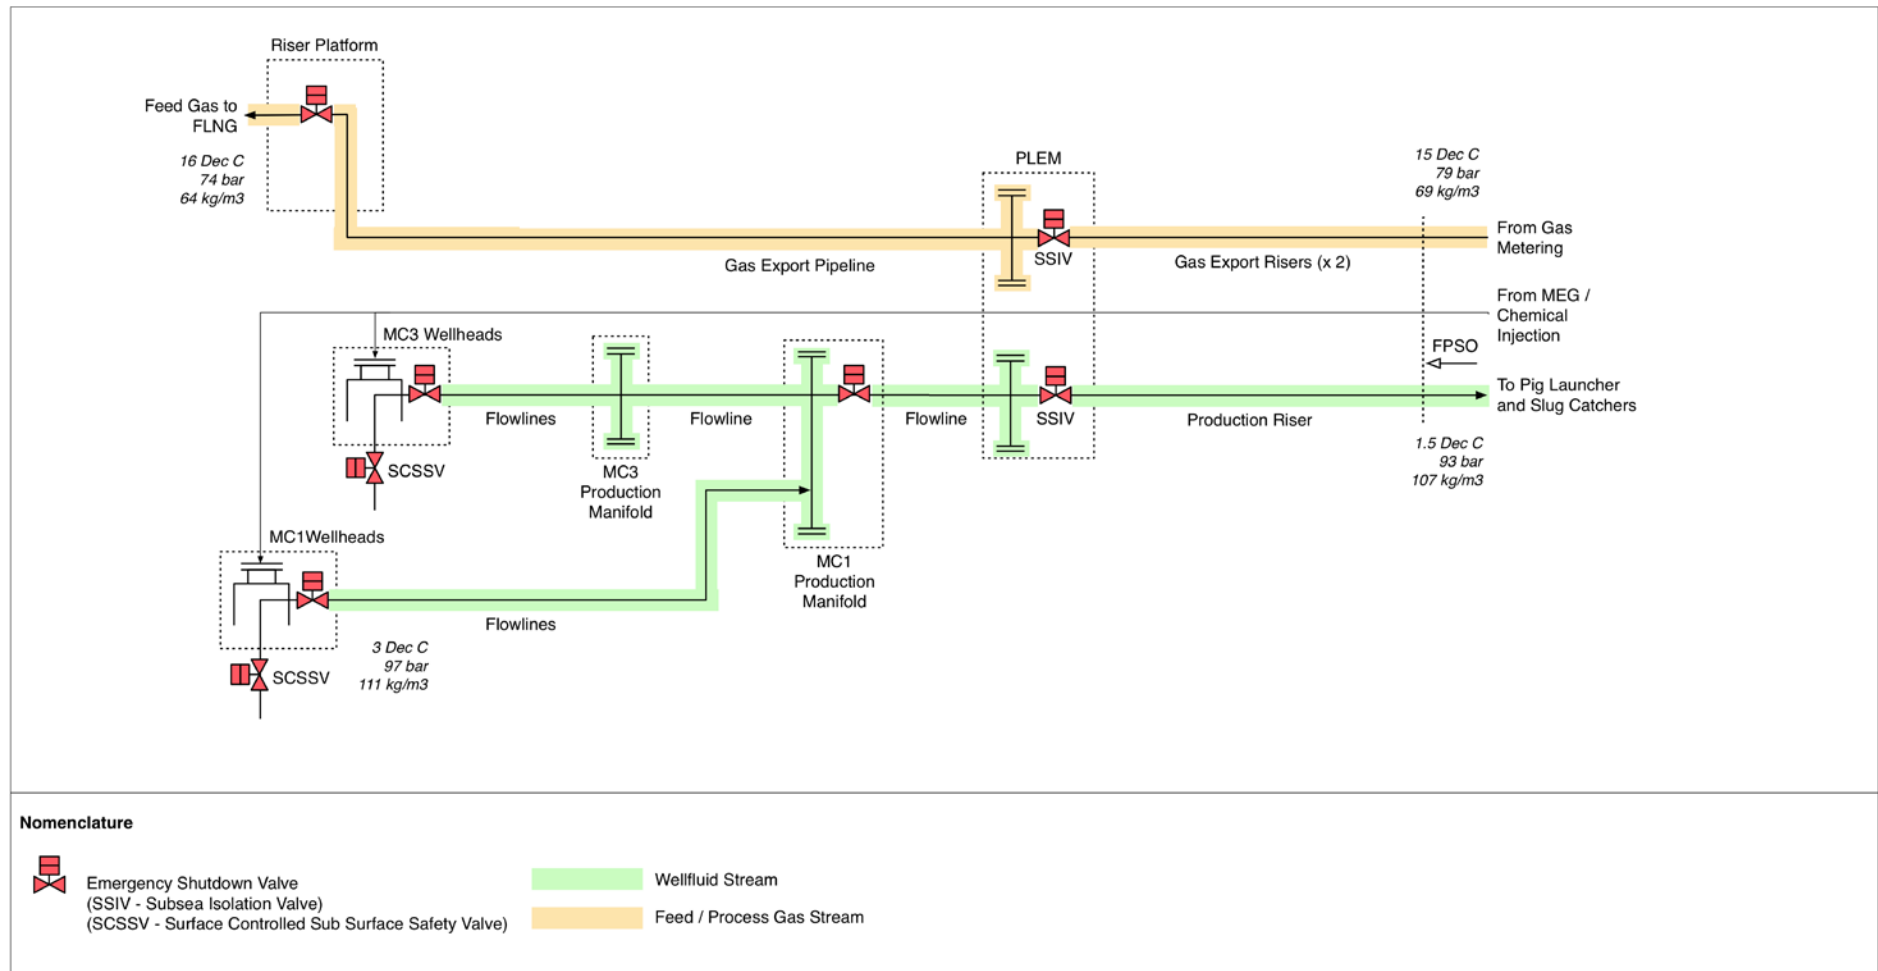 Riser Platform
Feed Gas to
FLNG
16 Dec C
74 bar
64 kg/m3
PLEM
15 Dec C
79 bar
69 kg/m3
From Gas
Metering
SSIV
Gas Export Pipeline
Gas Export Risers (x 2)
From MEG /
Chemical
Injection
MC3 Wellheads
FPSO
To Pig Launcher
and Slug Catchers
Flowlines
Flowline
Flowline
SSIV
Production Riser
1.5 Dec C
93 bar
107 kg/m3
SCSSV
MC3
Production
Manifold
MC1Wellheads
MC1
Production
Manifold
Flowlines
3 Dec C
97 bar
111 kg/m3
SCSSV
Nomenclature
Emergency Shutdown Valve
(SSIV - Subsea Isolation Valve)
(SCSSV - Surface Controlled Sub Surface Safety Valve)
Wellfluid Stream
Feed / Process Gas Stream